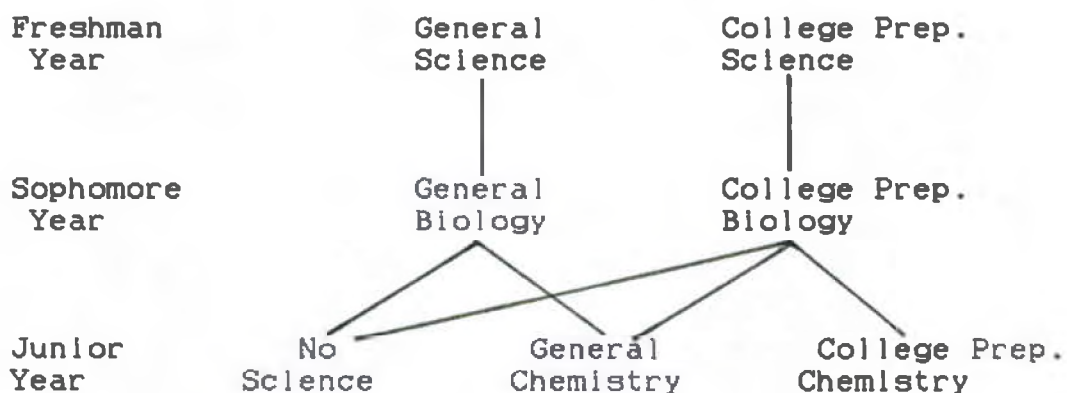 Freshman General College Prep.
Year Science Science
Sophomore General College Prep.
Year Biology Biology
Junior No General College Prep.
Year Science Chemistry Chemistry